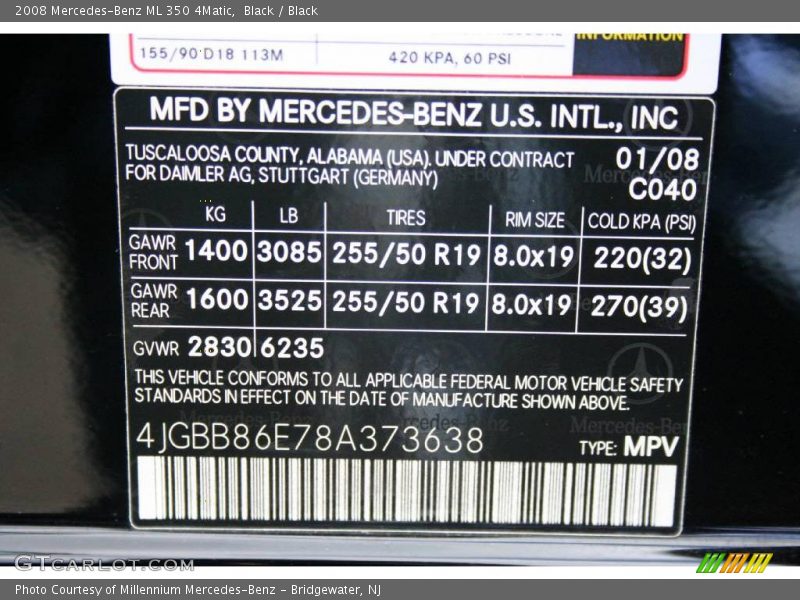 2008 Mercedes-Benz ML 350 4Matic, Black / Black
INFORMATION
155/90 D18 113M 420 KPA, 60 PSI
MFD BY MERCEDES-BENZ U.S. INTL., INC
TUSCALOOSA COUNTY, ALABAMA (USA), UNDER CONTRACT 01/08
FOR DAIMLER AG, STUTTGART (GERMANY) C040
KG LB TIRES RIM SIZE COLD KPA (PSI)
GAWR FRONT 1400 3085 255/50 R19 8.0x19 220(32)
GAWR REAR 1600 3525 255/50 R19 8.0x19 270(39)
GVWR 2830 6235
THIS VEHICLE CONFORMS TO ALL APPLICABLE FEDERAL MOTOR VEHICLE SAFETY
STANDARDS IN EFFECT ON THE DATE OF MANUFACTURE SHOWN ABOVE.
4JGBB86E78A373638 TYPE: MPV
GTCARLOT.COM
Photo Courtesy of Millennium Mercedes-Benz - Bridgewater, NJ